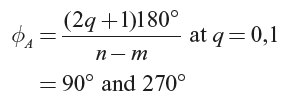 ϕ_A = (2q +1)180° / n − m at q = 0,1
= 90° and 270°